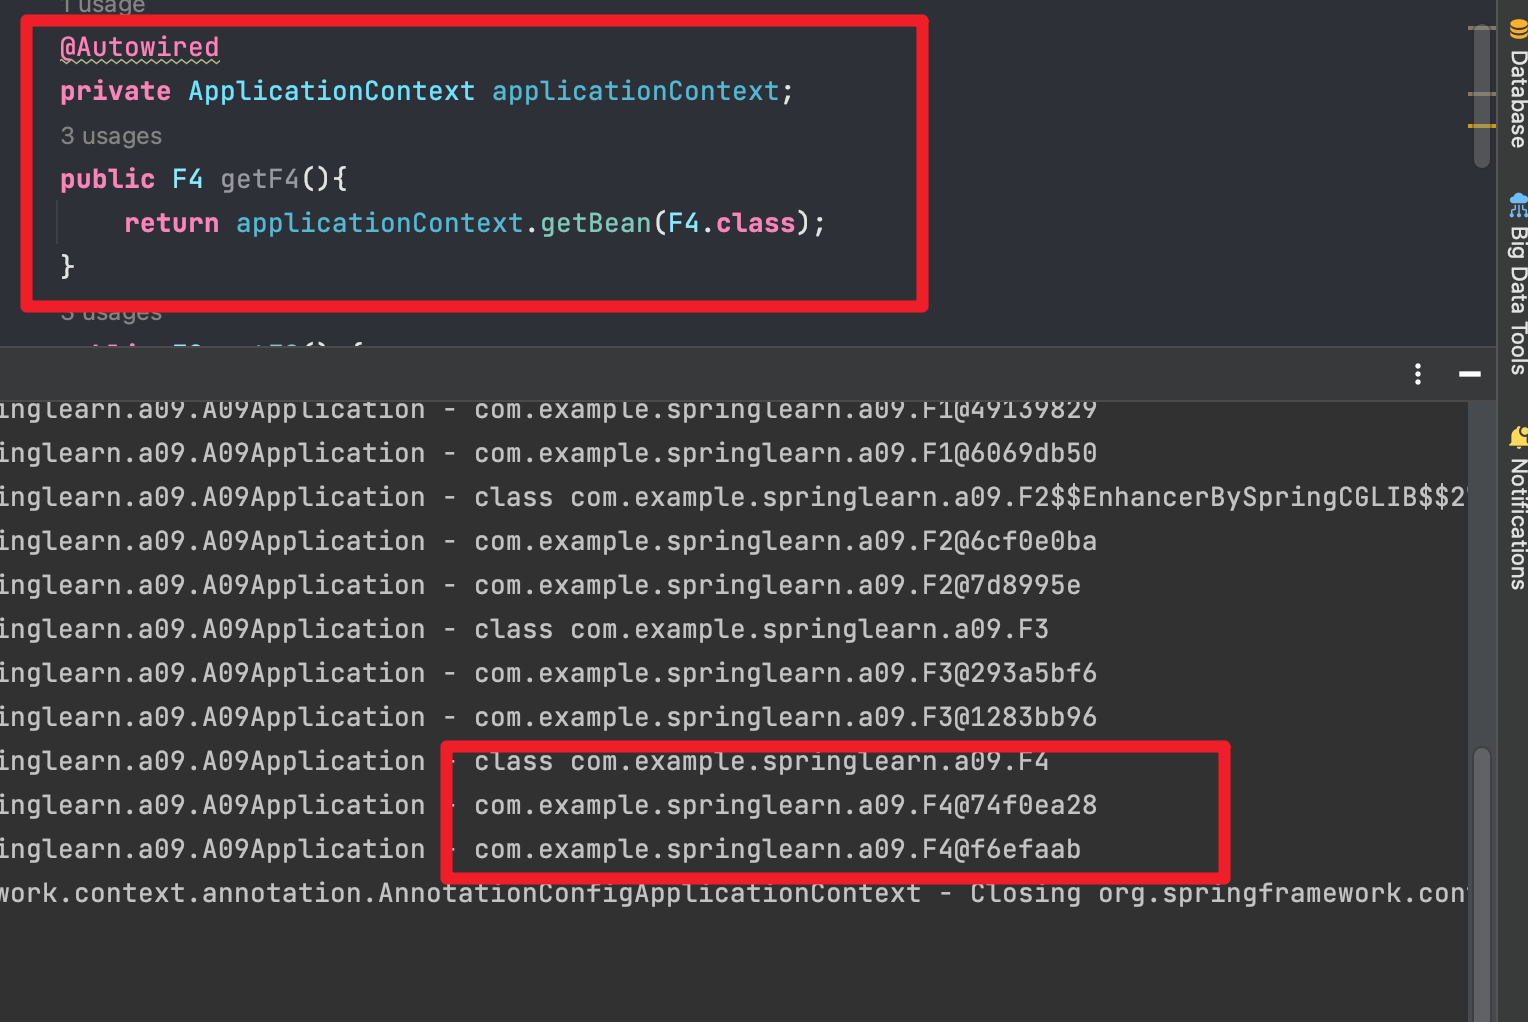 1 usage
@Autowired
private ApplicationContext applicationContext;
3 usages
public F4 getF4(){
return applicationContext.getBean(F4.class);
}
3 usages
inglearn.a09.A09Application - com.example.springlearn.a09.F1@49139829
inglearn.a09.A09Application - com.example.springlearn.a09.F1@6069db50
inglearn.a09.A09Application - class com.example.springlearn.a09.F2$$EnhancerBySpringCGLIB$$2
inglearn.a09.A09Application - com.example.springlearn.a09.F2@6cf0e0ba
inglearn.a09.A09Application - com.example.springlearn.a09.F2@7d8995e
inglearn.a09.A09Application - class com.example.springlearn.a09.F3
inglearn.a09.A09Application - com.example.springlearn.a09.F3@293a5bf6
inglearn.a09.A09Application - com.example.springlearn.a09.F3@1283bb96
inglearn.a09.A09Application - class com.example.springlearn.a09.F4
inglearn.a09.A09Application - com.example.springlearn.a09.F4@74f0ea28
inglearn.a09.A09Application - com.example.springlearn.a09.F4@f6efaab
work.context.annotation.AnnotationConfigApplicationContext - Closing org.springframework.con
Database
Big Data Tools
Notifications